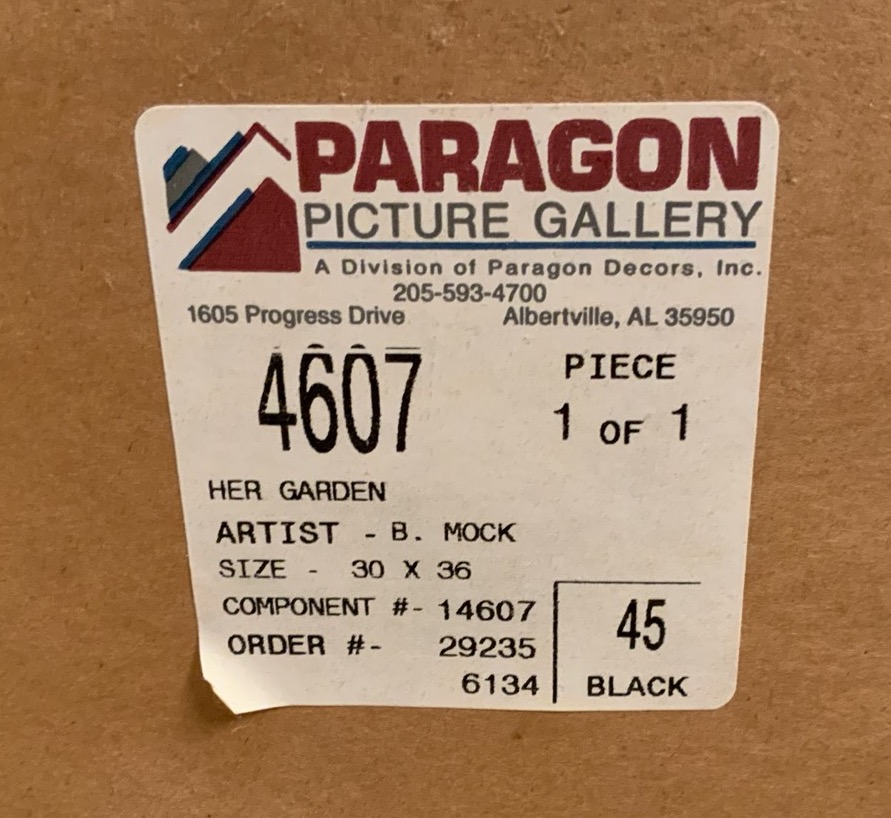 PARAGON
PICTURE GALLERY
A Division of Paragon Decors, Inc.
205-593-4700
1605 Progress Drive Albertville, AL 35950
4607
PIECE
1 OF 1
HER GARDEN
ARTIST - B. MOCK
SIZE - 30 X 36
COMPONENT #- 14607
ORDER #- 29235
6134
45
BLACK